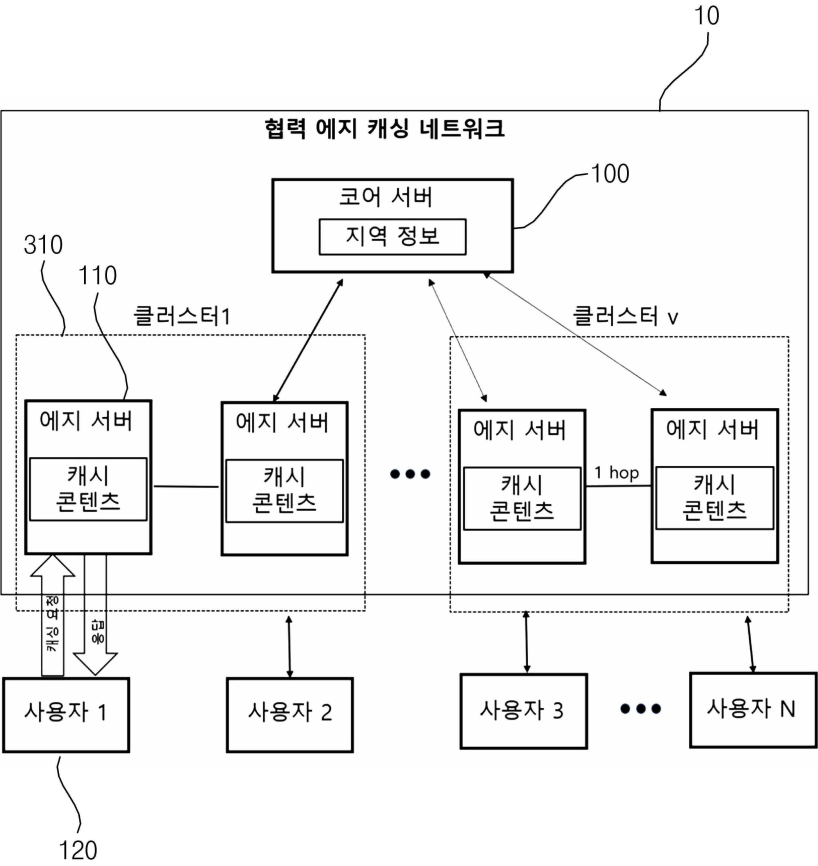 10
협력 에지 캐싱 네트워크
100
코어 서버
지역 정보
310
110
클러스터1
클러스터 v
에지 서버
캐시
콘텐츠
에지 서버
캐시
콘텐츠
에지 서버
캐시
콘텐츠
1 hop
에지 서버
캐시
콘텐츠
캐싱 요청
응답
사용자 1
사용자 2
사용자 3
사용자 N
120